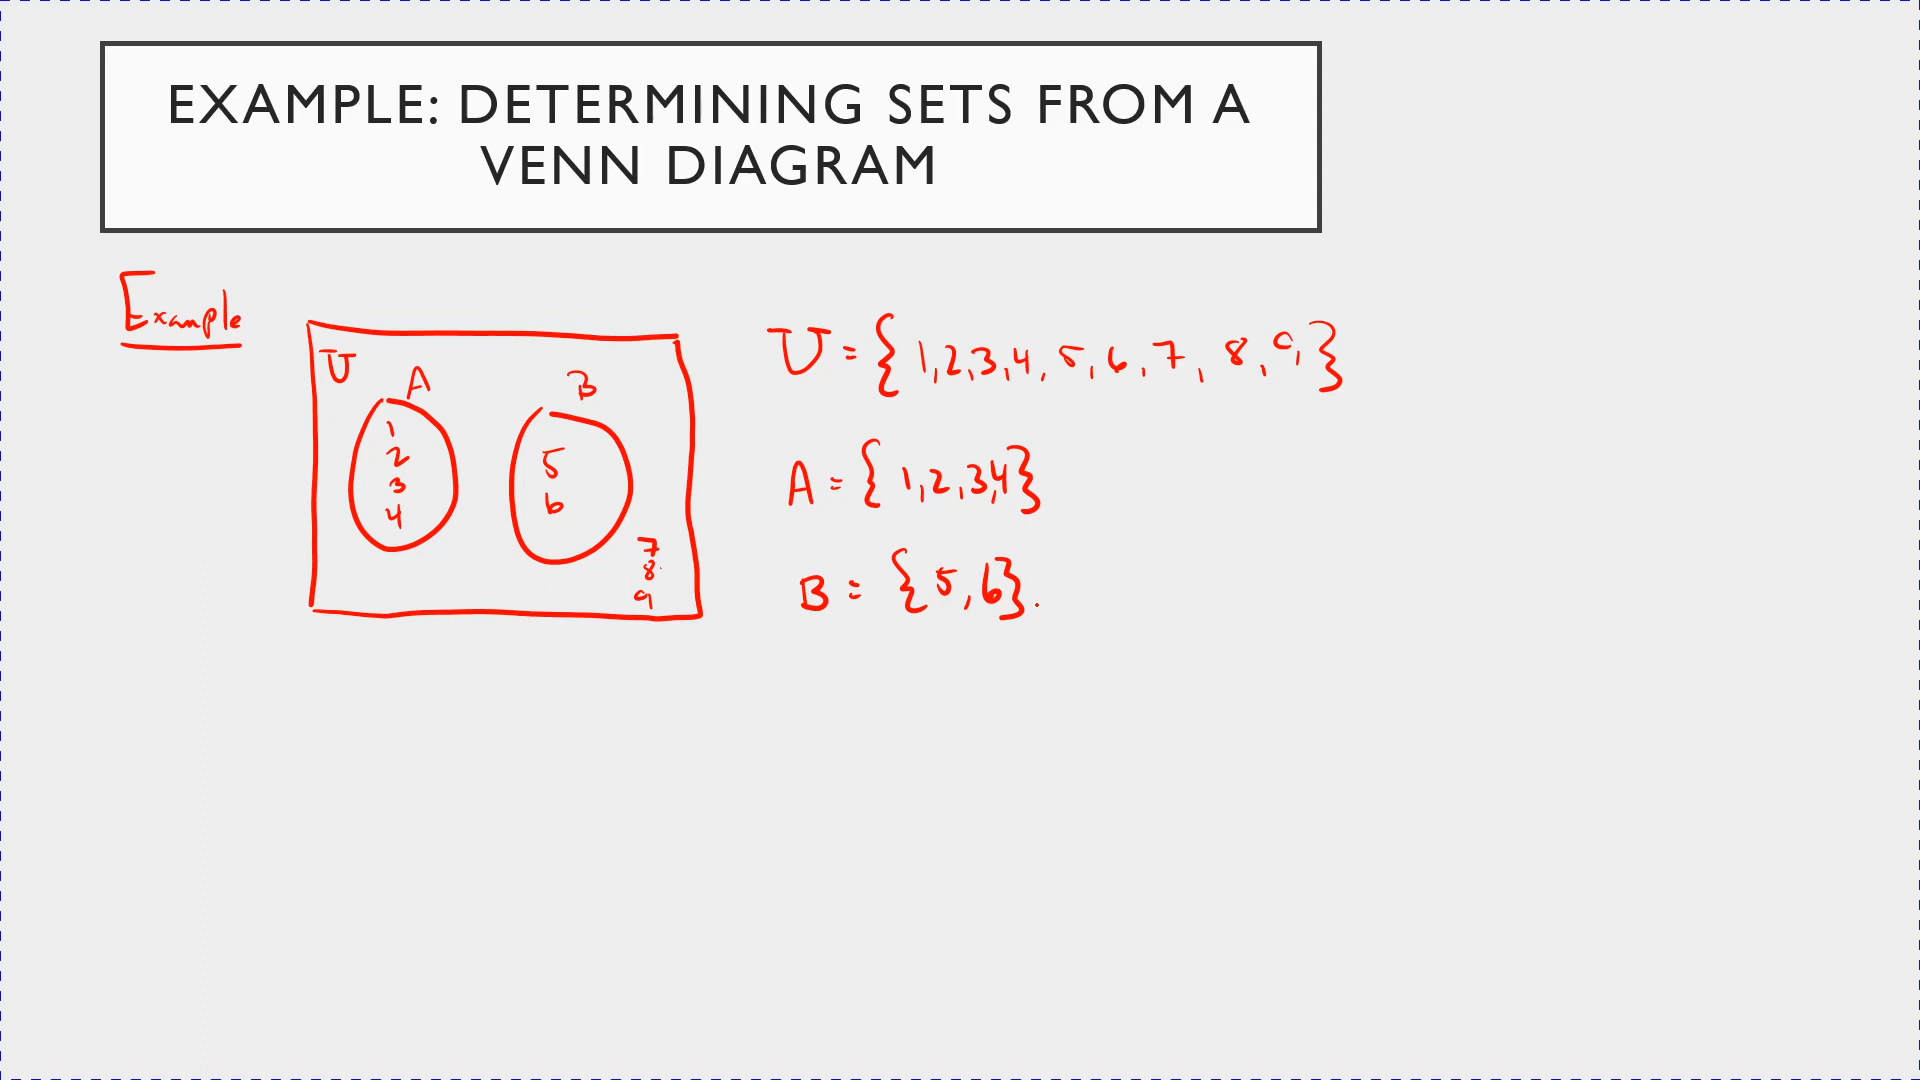 EXAMPLE: DETERMINING SETS FROM A
VENN DIAGRAM
Example
U
A
B
1
2
3
4
5
6
7
8
9
U = { 1,2,3,4, 5, 6, 7, 8, 9, }
A = { 1,2,3,4}
B = {5,6}.